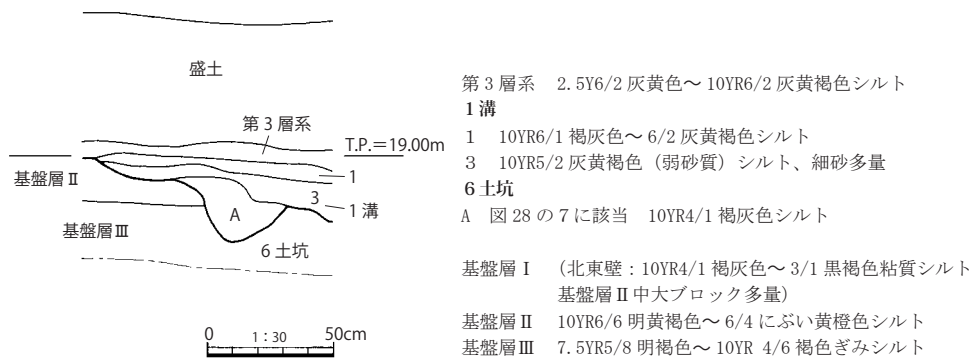 盛土
第3層系
T.P.=19.00m
基盤層Ⅱ
1
3
A
1溝
基盤層Ⅲ
6土坑
0 1:30 50cm
第3層系 2.5Y6/2 灰黄色～10YR6/2 灰黄褐色シルト
1溝
1 10YR6/1 褐灰色～6/2 灰黄褐色シルト
3 10YR5/2 灰黄褐色（弱砂質）シルト、細砂多量
6土坑
A 図28の7に該当 10YR4/1 褐灰色シルト
基盤層Ⅰ （北東壁：10YR4/1 褐灰色～3/1 黒褐色粘質シルト
基盤層Ⅱ中大ブロック多量）
基盤層Ⅱ 10YR6/6 明黄褐色～6/4 にぶい黄橙色シルト
基盤層Ⅲ 7.5YR5/8 明褐色～10YR 4/6 褐色ぎみシルト